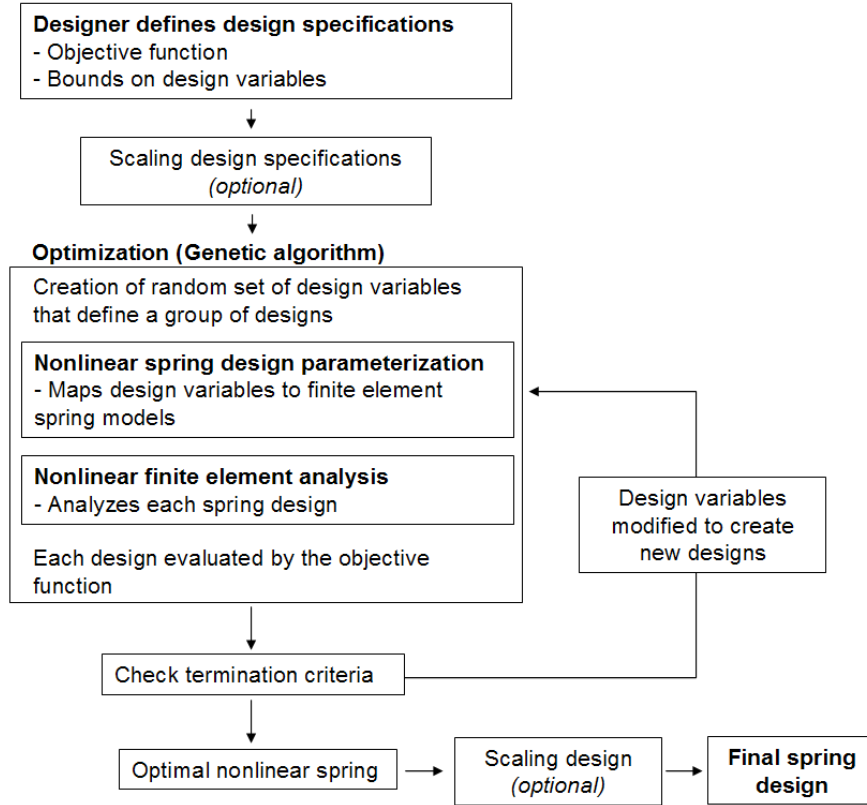 Designer defines design specifications
- Objective function
- Bounds on design variables
Scaling design specifications
(optional)
Optimization (Genetic algorithm)
Creation of random set of design variables
that define a group of designs
Nonlinear spring design parameterization
- Maps design variables to finite element
spring models
Nonlinear finite element analysis
- Analyzes each spring design
Each design evaluated by the objective
function
Design variables
modified to create
new designs
Check termination criteria
Optimal nonlinear spring
Scaling design
(optional)
Final spring
design